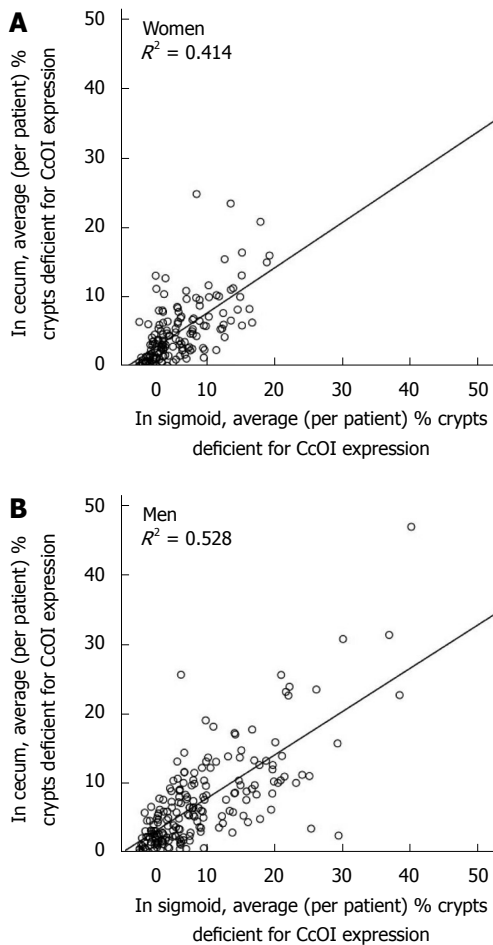 A
Women
R² = 0.414
In cecum, average (per patient) %
crypts deficient for CcOI expression
50
40
30
20
10
0
0 10 20 30 40 50
In sigmoid, average (per patient) % crypts
deficient for CcOI expression
B
Men
R² = 0.528
In cecum, average (per patient) %
crypts deficient for CcOI expression
50
40
30
20
10
0
0 10 20 30 40 50
In sigmoid, average (per patient) % crypts
deficient for CcOI expression